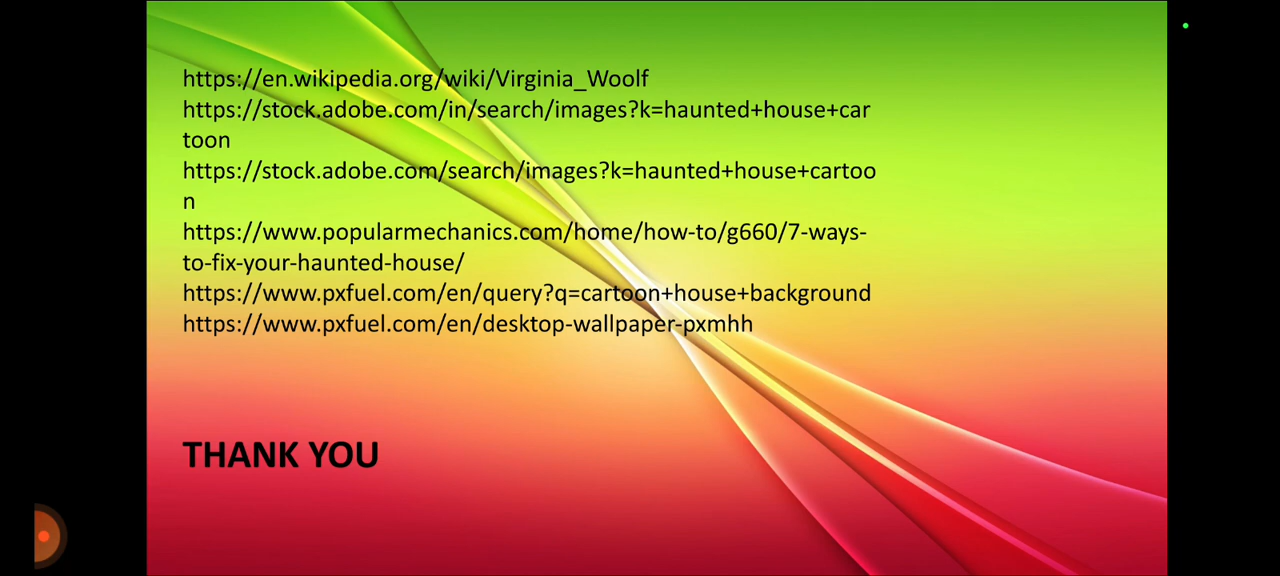 https://en.wikipedia.org/wiki/Virginia_Woolf
https://stock.adobe.com/in/search/images?k=haunted+house+car
toon
https://stock.adobe.com/search/images?k=haunted+house+cartoo
n
https://www.popularmechanics.com/home/how-to/g660/7-ways-
to-fix-your-haunted-house/
https://www.pxfuel.com/en/query?q=cartoon+house+background
https://www.pxfuel.com/en/desktop-wallpaper-pxmhh
THANK YOU